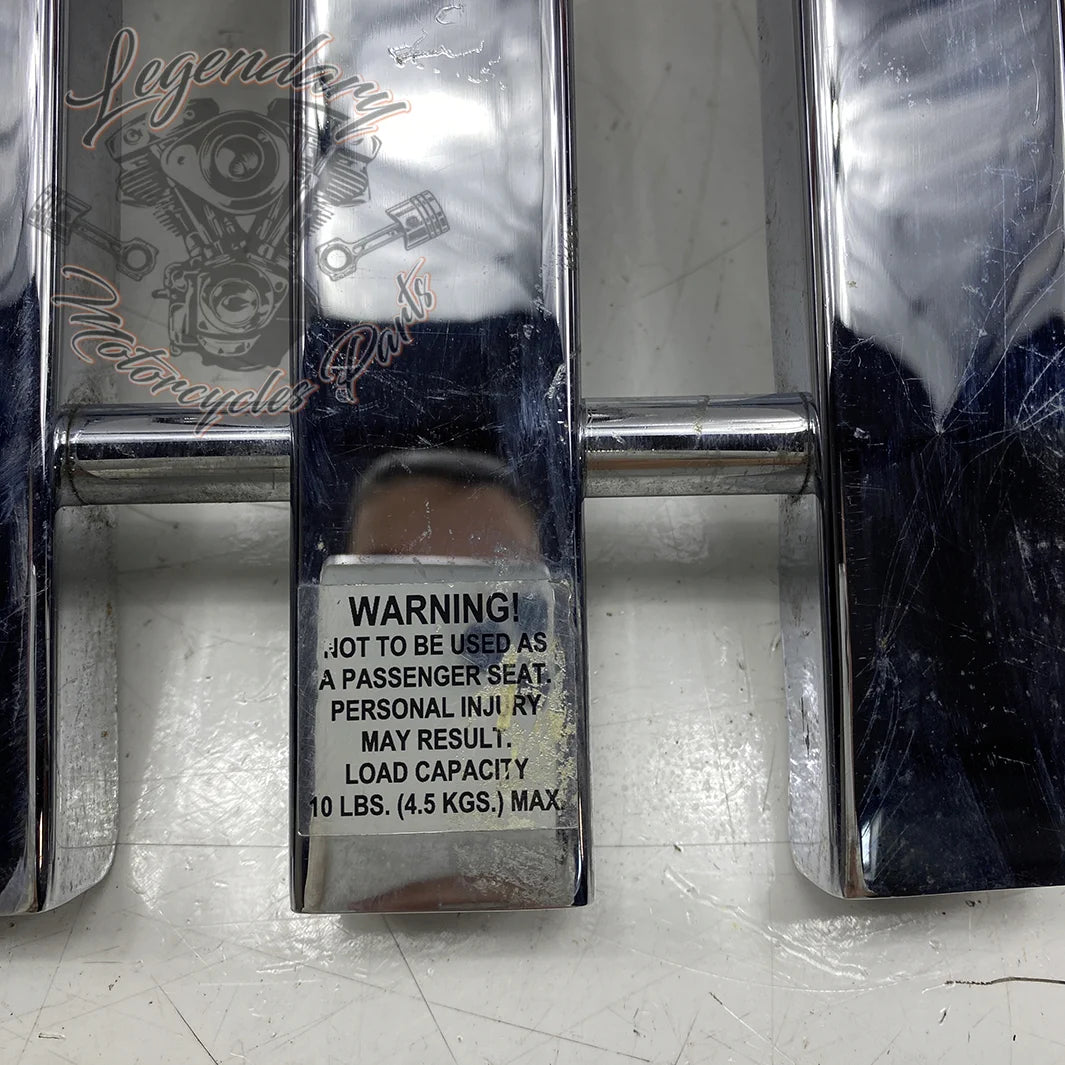 Legendary
Motorcycles Parts
WARNING!
NOT TO BE USED AS
A PASSENGER SEAT.
PERSONAL INJURY
MAY RESULT.
LOAD CAPACITY
10 LBS. (4.5 KGS.) MAX.